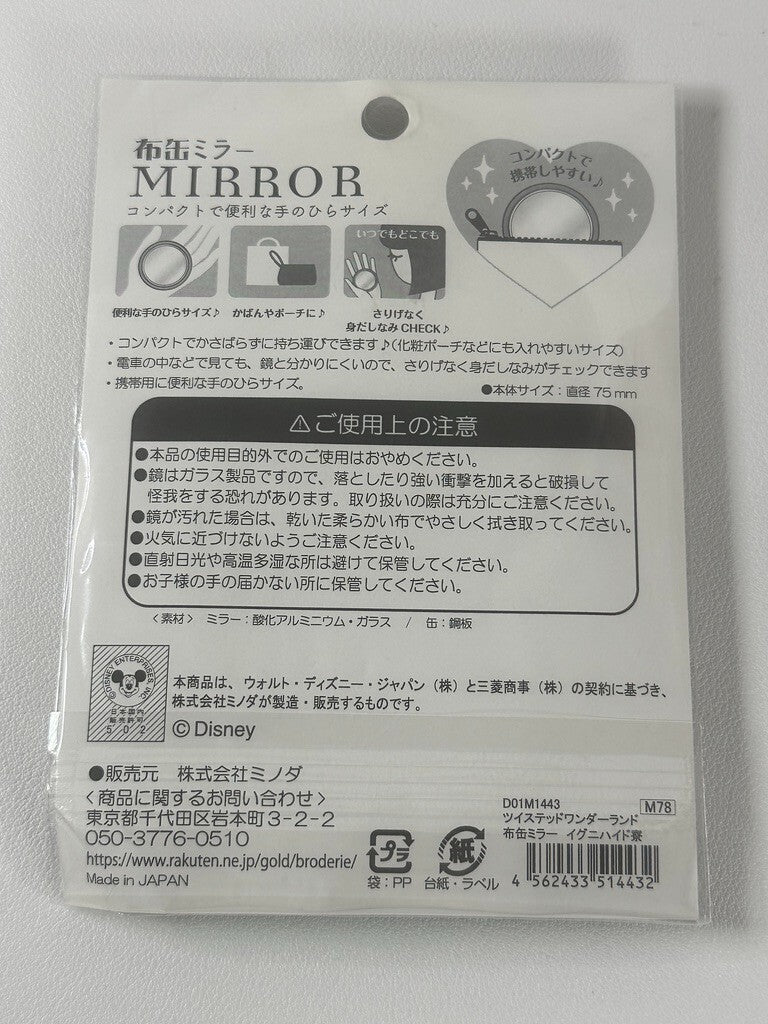 布缶ミラー
MIRROR
コンパクトで便利な手のひらサイズ
コンパクトで
携帯しやすい♪
いつでもどこでも
便利な手のひらサイズ♪
かばんやポーチに♪
さりげなく
身だしなみCHECK♪
・コンパクトでかさばらずに持ち運びできます♪(化粧ポーチなどにも入れやすいサイズ)
・電車の中などで見ても、鏡と分かりにくいので、さりげなく身だしなみがチェックできます
・携帯用に便利な手のひらサイズ。
●本体サイズ：直径75mm
⚠ご使用上の注意
●本品の使用目的外でのご使用はおやめください。
●鏡はガラス製品ですので、落としたり強い衝撃を加えると破損して
怪我をする恐れがあります。取り扱いの際は充分にご注意ください。
●鏡が汚れた場合は、乾いた柔らかい布でやさしく拭き取ってください。
●火気に近づけないようご注意ください。
●直射日光や高温多湿な所は避けて保管してください。
●お子様の手の届かない所に保管してください。
＜素材＞ ミラー：酸化アルミニウム・ガラス / 缶：鋼板
©DISNEY ENTERPRISES, INC.
日本国内
販売許可
502
本商品は、ウォルト・ディズニー・ジャパン（株）と三菱商事（株）の契約に基づき、
株式会社ミノダが製造・販売するものです。
©Disney
●販売元 株式会社ミノダ
＜商品に関するお問い合わせ＞
東京都千代田区岩本町3-2-2
050-3776-0510
https://www.rakuten.ne.jp/gold/broderie/
Made in JAPAN
プラ
袋：PP
紙
台紙・ラベル
D01M1443
M78
ツイステッドワンダーランド
布缶ミラー イグニハイド寮
4 562433 514432